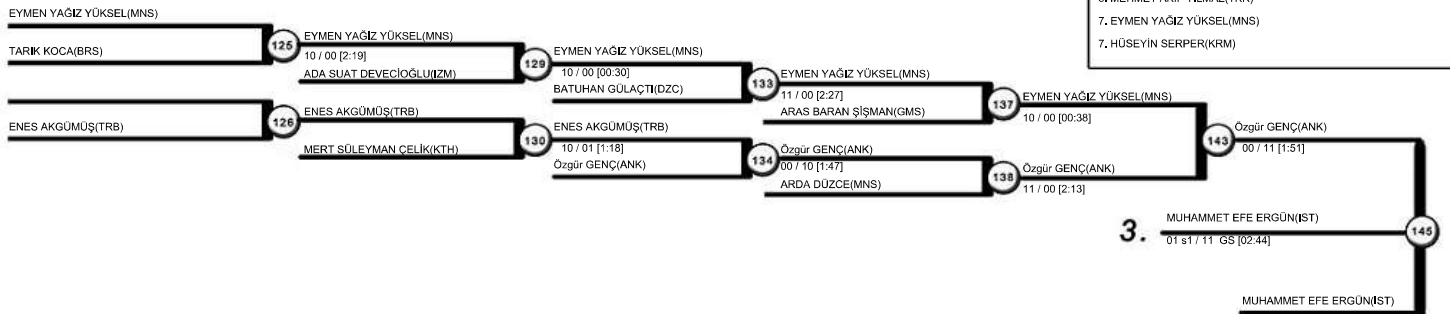 7. EYMEN YAĞIZ YÜKSEL(MNS)
7. HÜSEYİN SERPER(KRM)
EYMEN YAĞIZ YÜKSEL(MNS)
TARIK KOCA(BRS)
125
EYMEN YAĞIZ YÜKSEL(MNS)
10 / 00 [2:19]
ADA SUAT DEVECİOĞLU(IZM)
129
EYMEN YAĞIZ YÜKSEL(MNS)
10 / 00 [00:30]
BATUHAN GÜLAÇTI(DZC)
133
EYMEN YAĞIZ YÜKSEL(MNS)
11 / 00 [2:27]
ARAS BARAN ŞİŞMAN(GMS)
137
EYMEN YAĞIZ YÜKSEL(MNS)
10 / 00 [00:38]
143
Özgür GENÇ(ANK)
00 / 11 [1:51]
ENES AKGÜMÜŞ(TRB)
126
ENES AKGÜMÜŞ(TRB)
MERT SÜLEYMAN ÇELİK(KTH)
130
ENES AKGÜMÜŞ(TRB)
10 / 01 [1:18]
Özgür GENÇ(ANK)
134
Özgür GENÇ(ANK)
00 / 10 [1:47]
ARDA DÜZCE(MNS)
138
Özgür GENÇ(ANK)
11 / 00 [2:13]
3.
MUHAMMET EFE ERGÜN(IST)
01 s1 / 11 GS [02:44]
145
MUHAMMET EFE ERGÜN(IST)